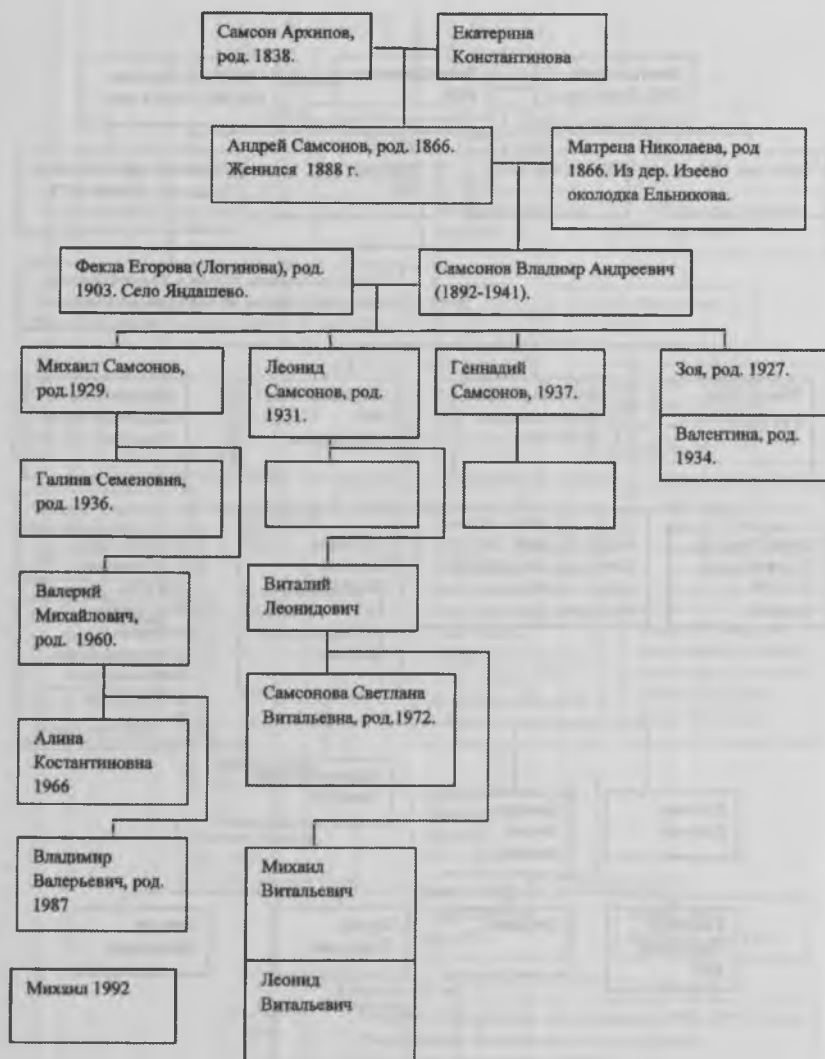 Самсон Архипов,
род. 1838.
Екатерина
Константинова
Андрей Самсонов, род. 1866.
Женился 1888 г.
Матрена Николаева, род
1866. Из дер. Изеево
околодка Ельникова.
Фекла Егорова (Логинова), род.
1903. Село Яндашево.
Самсонов Владимр Андреевич
(1892-1941).
Михаил Самсонов,
род.1929.
Леонид
Самсонов, род.
1931.
Геннадий
Самсонов, 1937.
Зоя, род. 1927.
Валентина, род.
1934.
Галина Семеновна,
род. 1936.
Валерий
Михайлович,
род. 1960.
Виталий
Леонидович
Самсонова Светлана
Витальевна, род.1972.
Алина
Костантиновна
1966
Владимир
Валерьевич, род.
1987
Михаил
Витальевич
Михаил 1992
Леонид
Витальевич